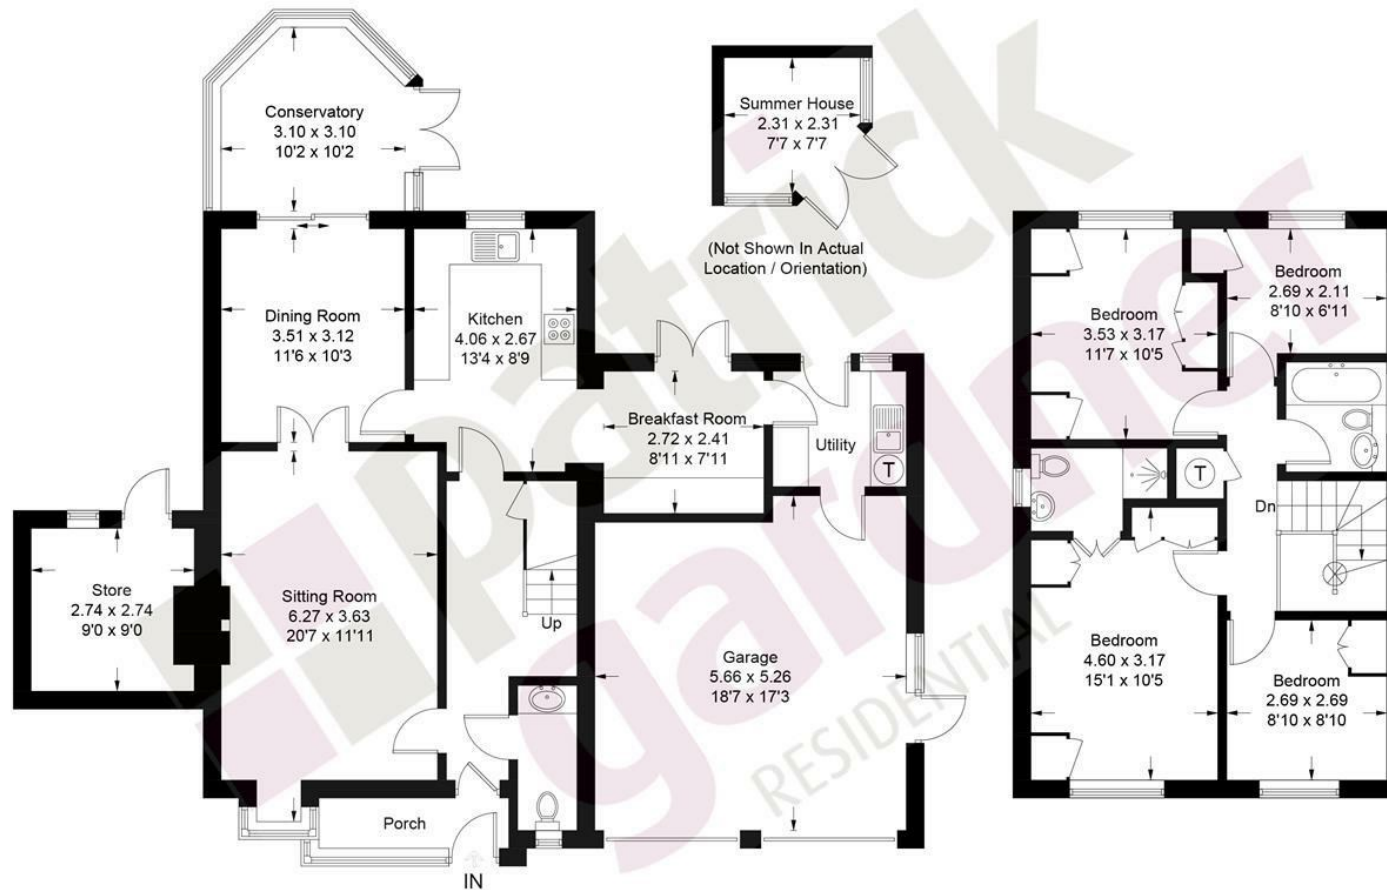 Conservatory
3.10 x 3.10
10'2 x 10'2
Summer House
2.31 x 2.31
7'7 x 7'7
(Not Shown In Actual
Location / Orientation)
Dining Room
3.51 x 3.12
11'6 x 10'3
Kitchen
4.06 x 2.67
13'4 x 8'9
Breakfast Room
2.72 x 2.41
8'11 x 7'11
Utility
T
Store
2.74 x 2.74
9'0 x 9'0
Sitting Room
6.27 x 3.63
20'7 x 11'11
Up
Garage
5.66 x 5.26
18'7 x 17'3
Porch
IN
Bedroom
3.53 x 3.17
11'7 x 10'5
Bedroom
2.69 x 2.11
8'10 x 6'11
T
Dn
Bedroom
4.60 x 3.17
15'1 x 10'5
Bedroom
2.69 x 2.69
8'10 x 8'10
patrick
gardner
RESIDENTIAL